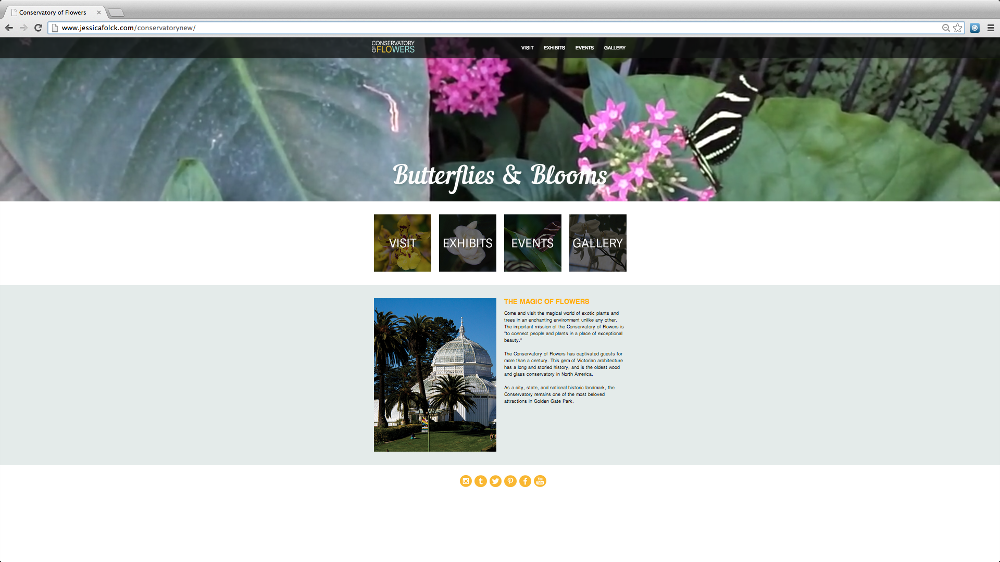 Conservatory of Flowers
www.jessicafolck.com/conservatorynew/
CONSERVATORY
OF FLOWERS
VISIT EXHIBITS EVENTS GALLERY
Butterflies & Blooms
VISIT EXHIBITS EVENTS GALLERY
THE MAGIC OF FLOWERS
Come and visit the magical world of exotic plants and
trees in an enchanting environment unlike any other.
The important mission of the Conservatory of Flowers is
"to connect people and plants in a place of exceptional
beauty."
The Conservatory of Flowers has captivated guests for
more than a century. This gem of Victorian architecture
has a long and storied history, and is the oldest wood
and glass conservatory in North America.
As a city, state, and national historic landmark, the
Conservatory remains one of the most beloved
attractions in Golden Gate Park.
You
Tube